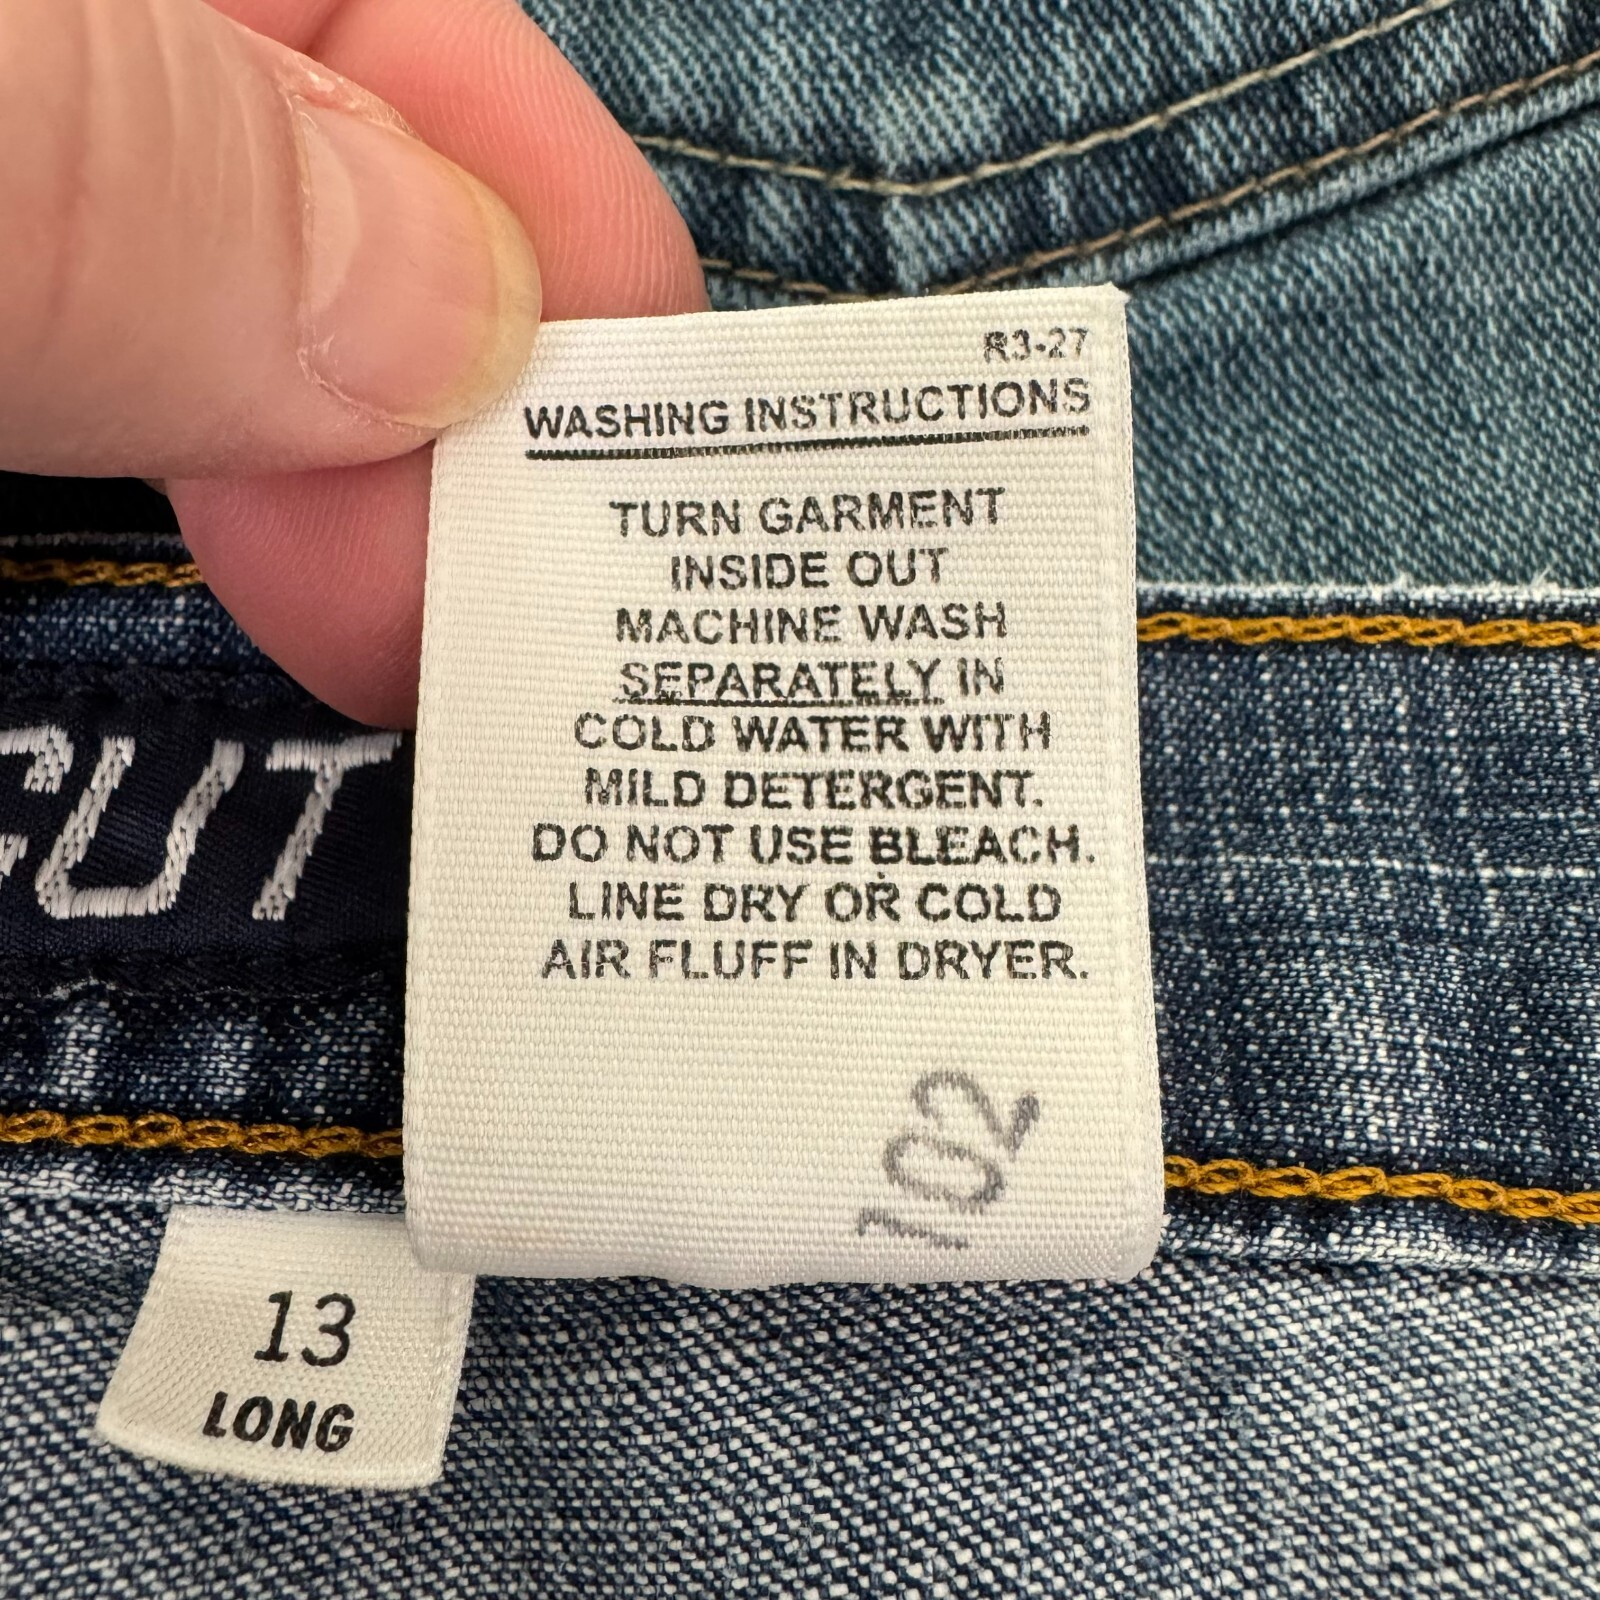 R3-27
WASHING INSTRUCTIONS
TURN GARMENT
INSIDE OUT
MACHINE WASH
SEPARATELY IN
COLD WATER WITH
MILD DETERGENT.
DO NOT USE BLEACH.
LINE DRY OR COLD
AIR FLUFF IN DRYER.
102
CUT
13
LONG